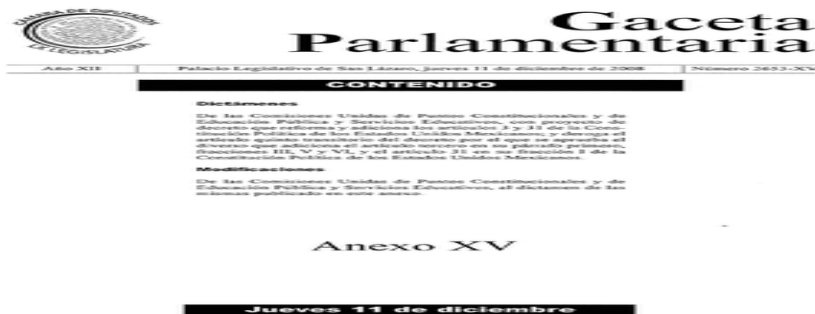 CÁMARA DE DIPUTADOS
LX LEGISLATURA
Gaceta
Parlamentaria
Año XII Palacio Legislativo de San Lázaro, jueves 11 de diciembre de 2008 Número 2653-XV
CONTENIDO
Dictámenes
De las Comisiones Unidas de Puntos Constitucionales y de
Educación Pública y Servicios Educativos, con proyecto de
decreto que reforma y adiciona los artículos 3 y 31 de la Cons-
titución Política de los Estados Unidos Mexicanos; y deroga el
artículo quinto transitorio del decreto por el que se aprueba el
diverso que adiciona el artículo tercero en su párrafo primero,
fracciones III, V y VI, y el artículo 31 en su fracción I de la
Constitución Política de los Estados Unidos Mexicanos.
Modificaciones
De las Comisiones Unidas de Puntos Constitucionales y de
Educación Pública y Servicios Educativos, al dictamen de las
mismas publicado en este anexo.
Anexo XV
Jueves 11 de diciembre